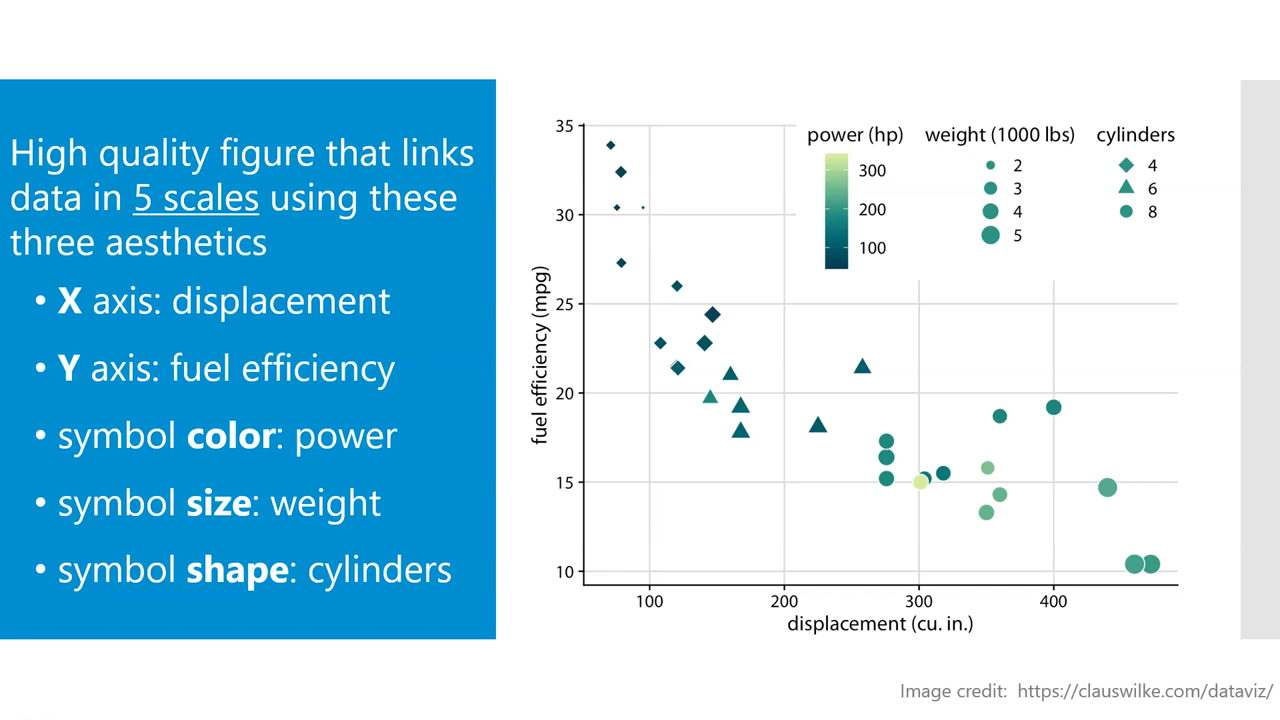 High quality figure that links
data in 5 scales using these
three aesthetics
• X axis: displacement
• Y axis: fuel efficiency
• symbol color: power
• symbol size: weight
• symbol shape: cylinders
power (hp)
300
200
100
weight (1000 lbs)
2
3
4
5
cylinders
4
6
8
fuel efficiency (mpg)
35
30
25
20
15
10
100 200 300 400
displacement (cu. in.)
Image credit: https://clauswilke.com/dataviz/